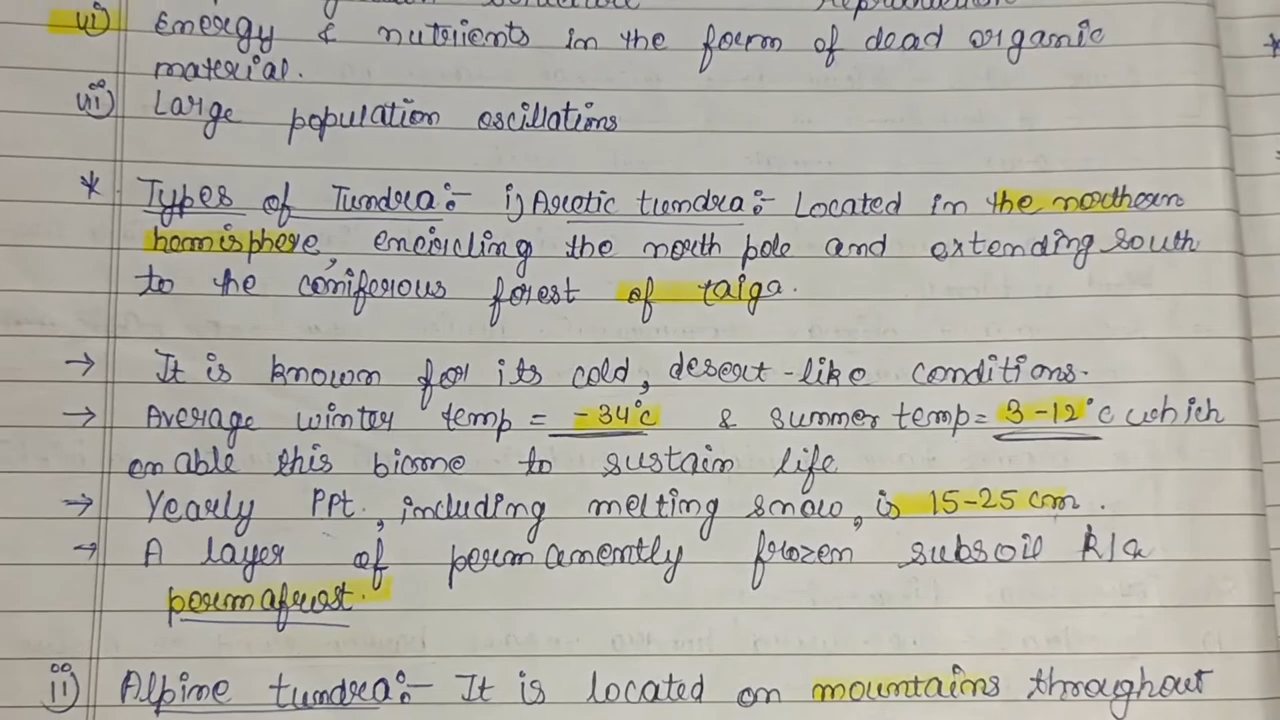 vi) Energy & nutrients in the form of dead organic
material.
vii) Large population oscillations
* Types of Tundra:- i) Arctic tundra:- Located in the northern
hemisphere, encircling the north pole and extending south
to the coniferous forest of taiga.
→ It is known for its cold, desert-like conditions.
→ Average winter temp = -34°c & summer temp = 3-12°c which
enable this biome to sustain life
→ Yearly PPt., including melting snow, is 15-25 cm.
→ A layer of permanently frozen subsoil k/a
permafrost.
ii) Alpine tundra:- It is located on mountains throughout